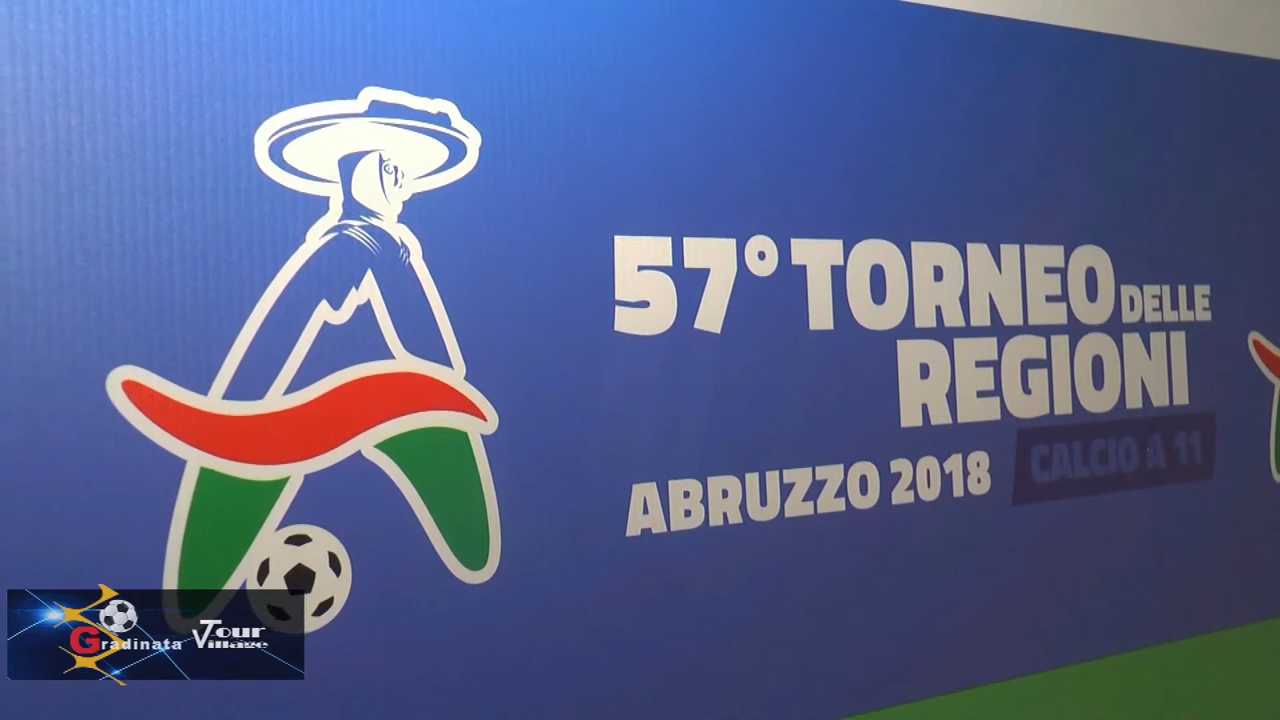 57° TORNEO DELLE
REGIONI
ABRUZZO 2018 CALCIO A 11
Gradinata Tour
Village